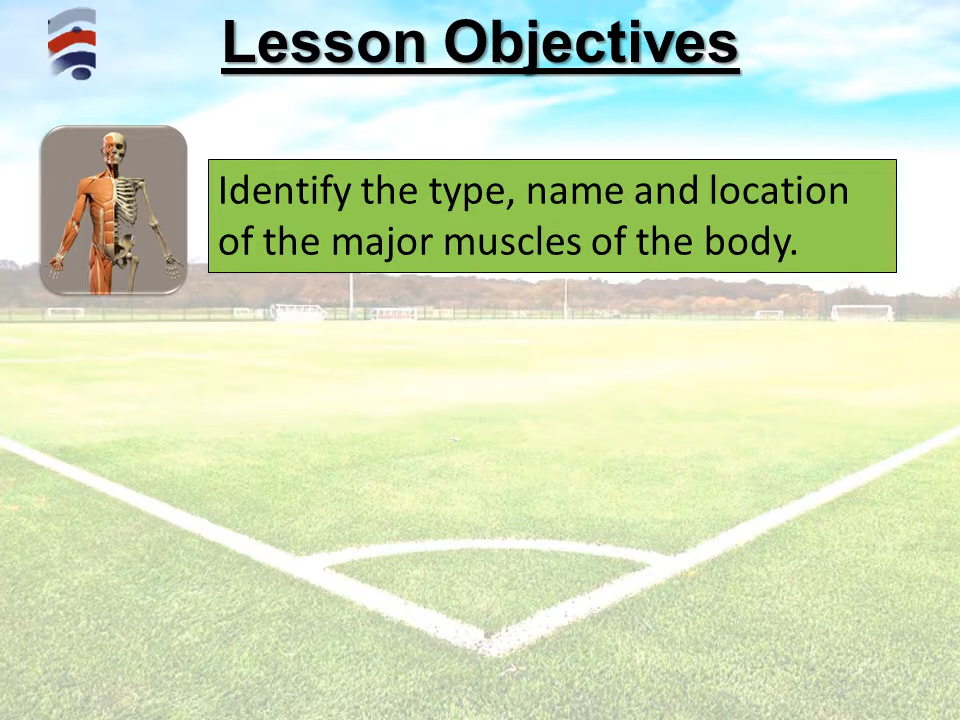 Lesson Objectives
Identify the type, name and location
of the major muscles of the body.